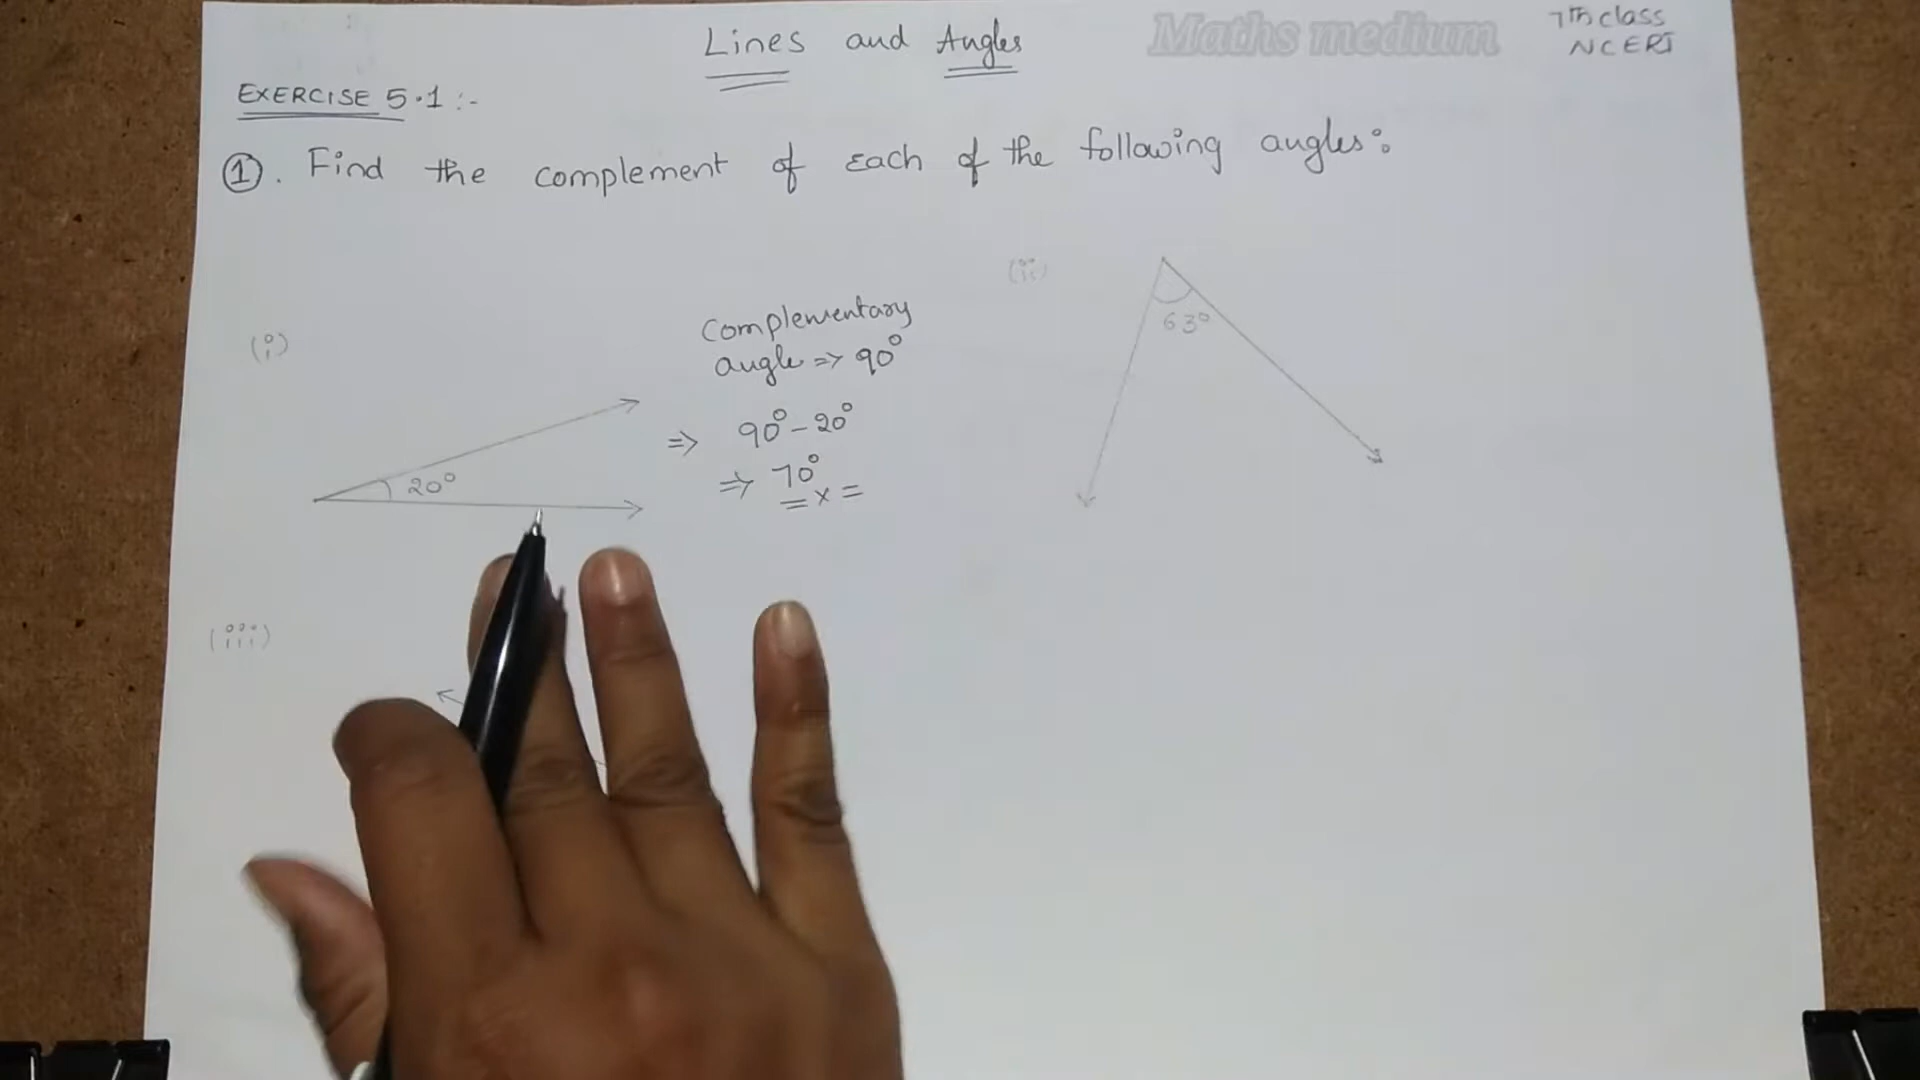 Lines and Angles
Maths medium
7th class
NCERT
EXERCISE 5.1 :-
①. Find the complement of Each of the following angles:
(i)
20°
Complementary
angle => 90°
=> 90° - 20°
=> 70°
= x =
(ii)
63°
(iii)